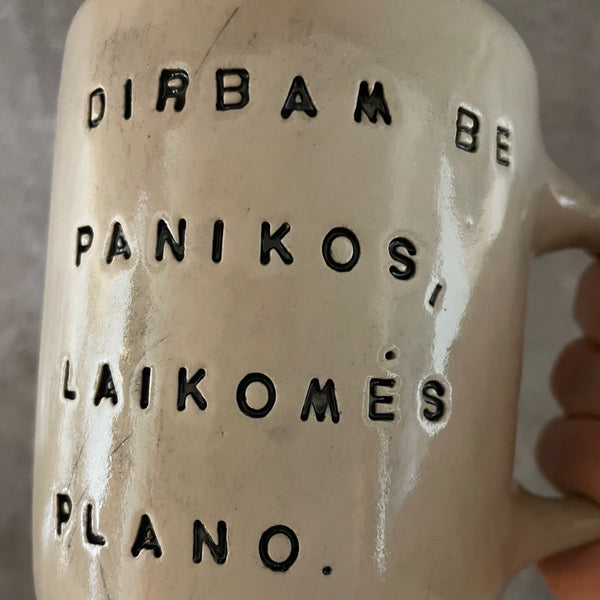 DIRBAM BE
PANIKOS,
LAIKOMĖS
PLANO.